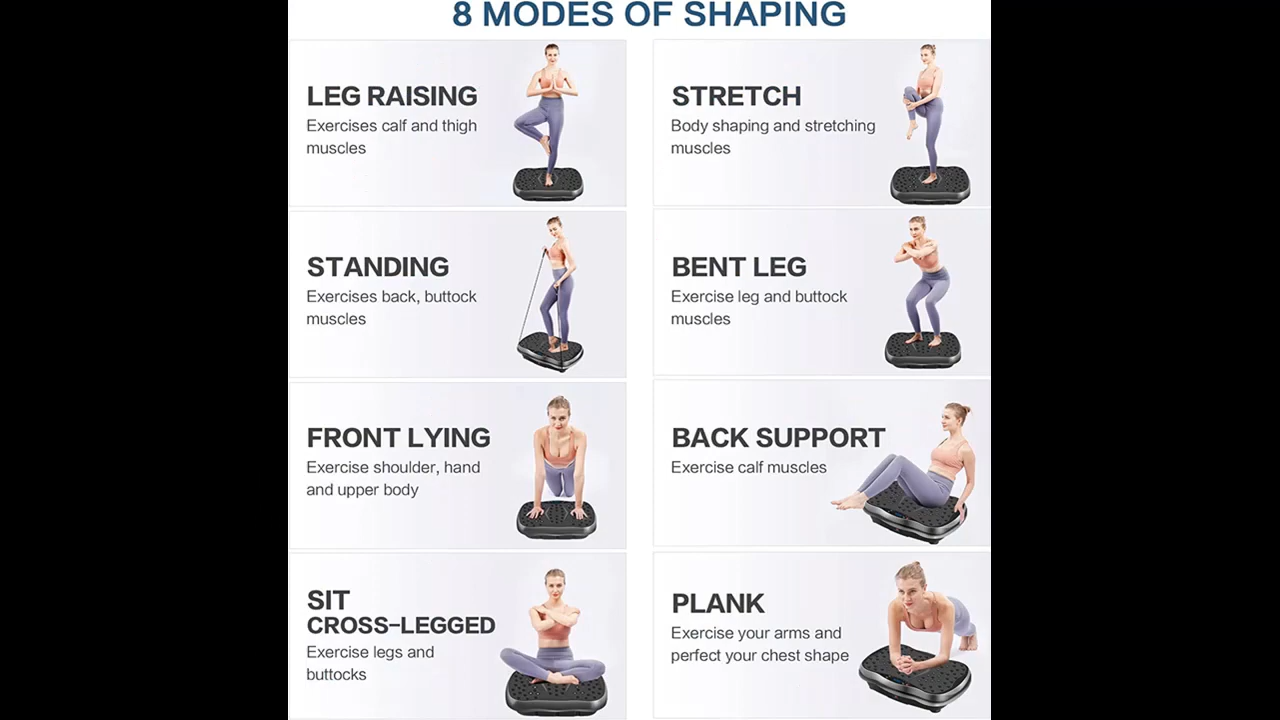 8 MODES OF SHAPING
LEG RAISING
Exercises calf and thigh
muscles
STRETCH
Body shaping and stretching
muscles
STANDING
Exercises back, buttock
muscles
BENT LEG
Exercise leg and buttock
muscles
FRONT LYING
Exercise shoulder, hand
and upper body
BACK SUPPORT
Exercise calf muscles
SIT
CROSS-LEGGED
Exercise legs and
buttocks
PLANK
Exercise your arms and
perfect your chest shape